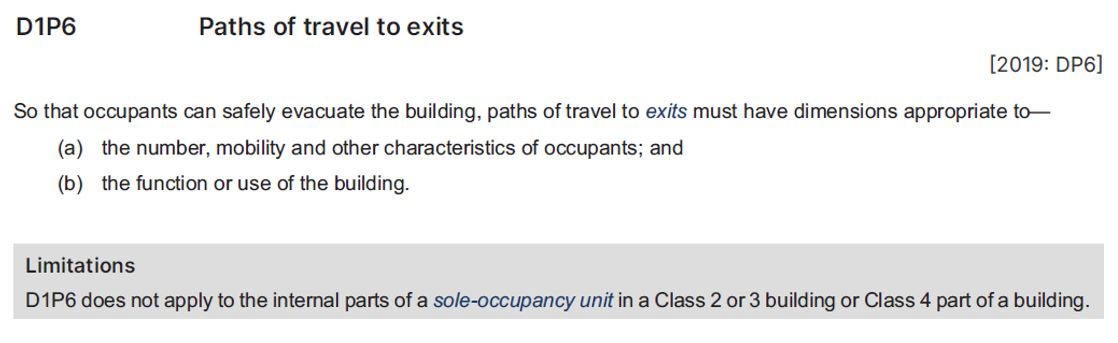 D1P6 Paths of travel to exits
[2019: DP6]
So that occupants can safely evacuate the building, paths of travel to exits must have dimensions appropriate to—
(a) the number, mobility and other characteristics of occupants; and
(b) the function or use of the building.
Limitations
D1P6 does not apply to the internal parts of a sole-occupancy unit in a Class 2 or 3 building or Class 4 part of a building.